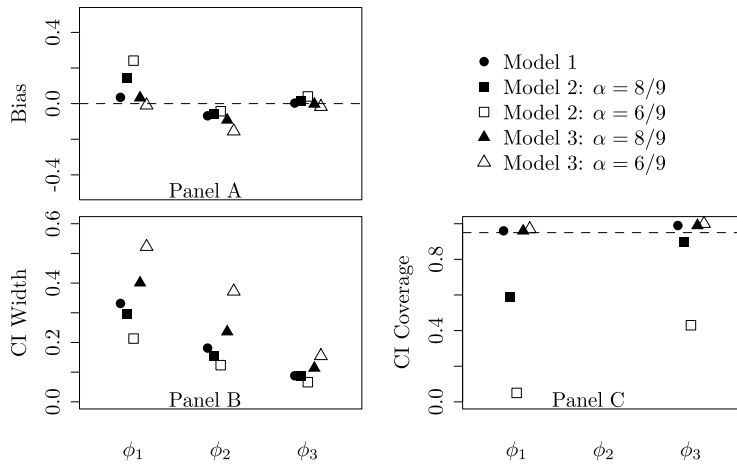 0.4
0.0
-0.4
Bias
Panel A
Model 1
Model 2: α = 8/9
Model 2: α = 6/9
Model 3: α = 8/9
Model 3: α = 6/9
0.6
0.4
0.2
0.0
CI Width
Panel B
ϕ1
ϕ2
ϕ3
0.8
0.4
0.0
CI Coverage
Panel C
ϕ1
ϕ2
ϕ3